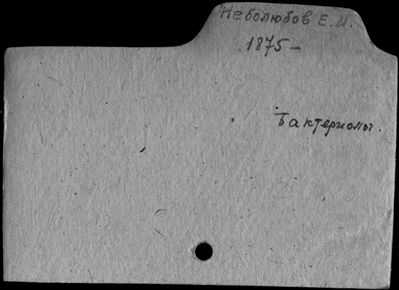 Неболюбов Е.И.
1875-
Бактериолог.